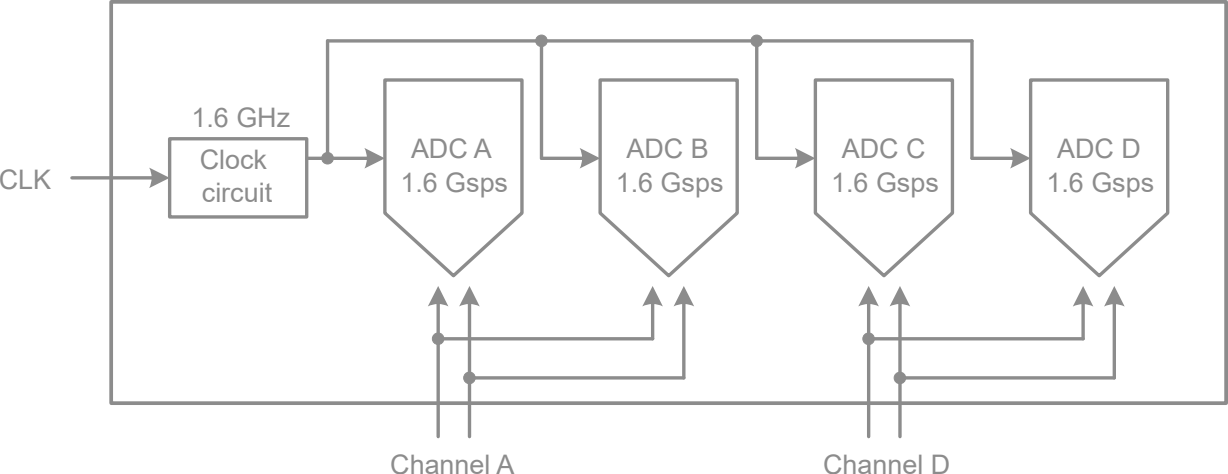 1.6 GHz
Clock
circuit
CLK
ADC A
1.6 Gsps
ADC B
1.6 Gsps
ADC C
1.6 Gsps
ADC D
1.6 Gsps
Channel A
Channel D